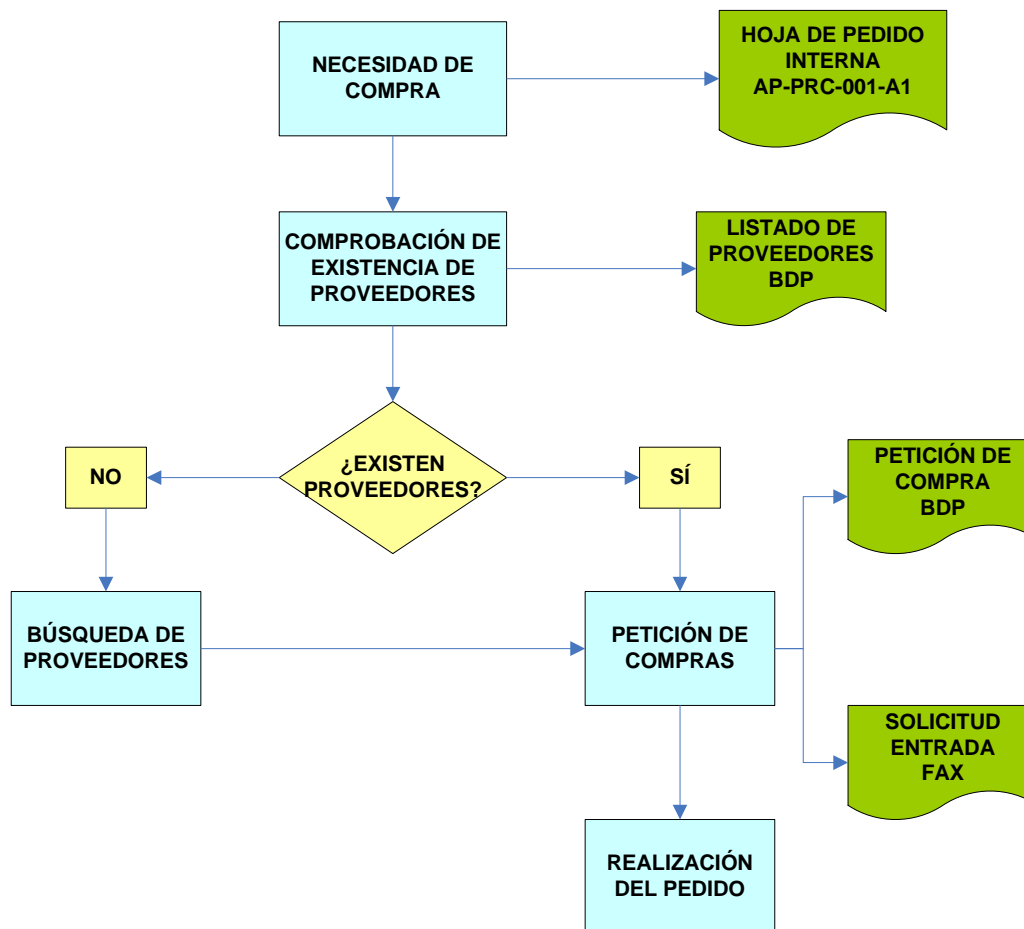 NECESIDAD DE
COMPRA
HOJA DE PEDIDO
INTERNA
AP-PRC-001-A1
COMPROBACIÓN DE
EXISTENCIA DE
PROVEEDORES
LISTADO DE
PROVEEDORES
BDP
¿EXISTEN
PROVEEDORES?
NO
SÍ
PETICIÓN DE
COMPRA
BDP
BÚSQUEDA DE
PROVEEDORES
PETICIÓN DE
COMPRAS
SOLICITUD
ENTRADA
FAX
REALIZACIÓN
DEL PEDIDO